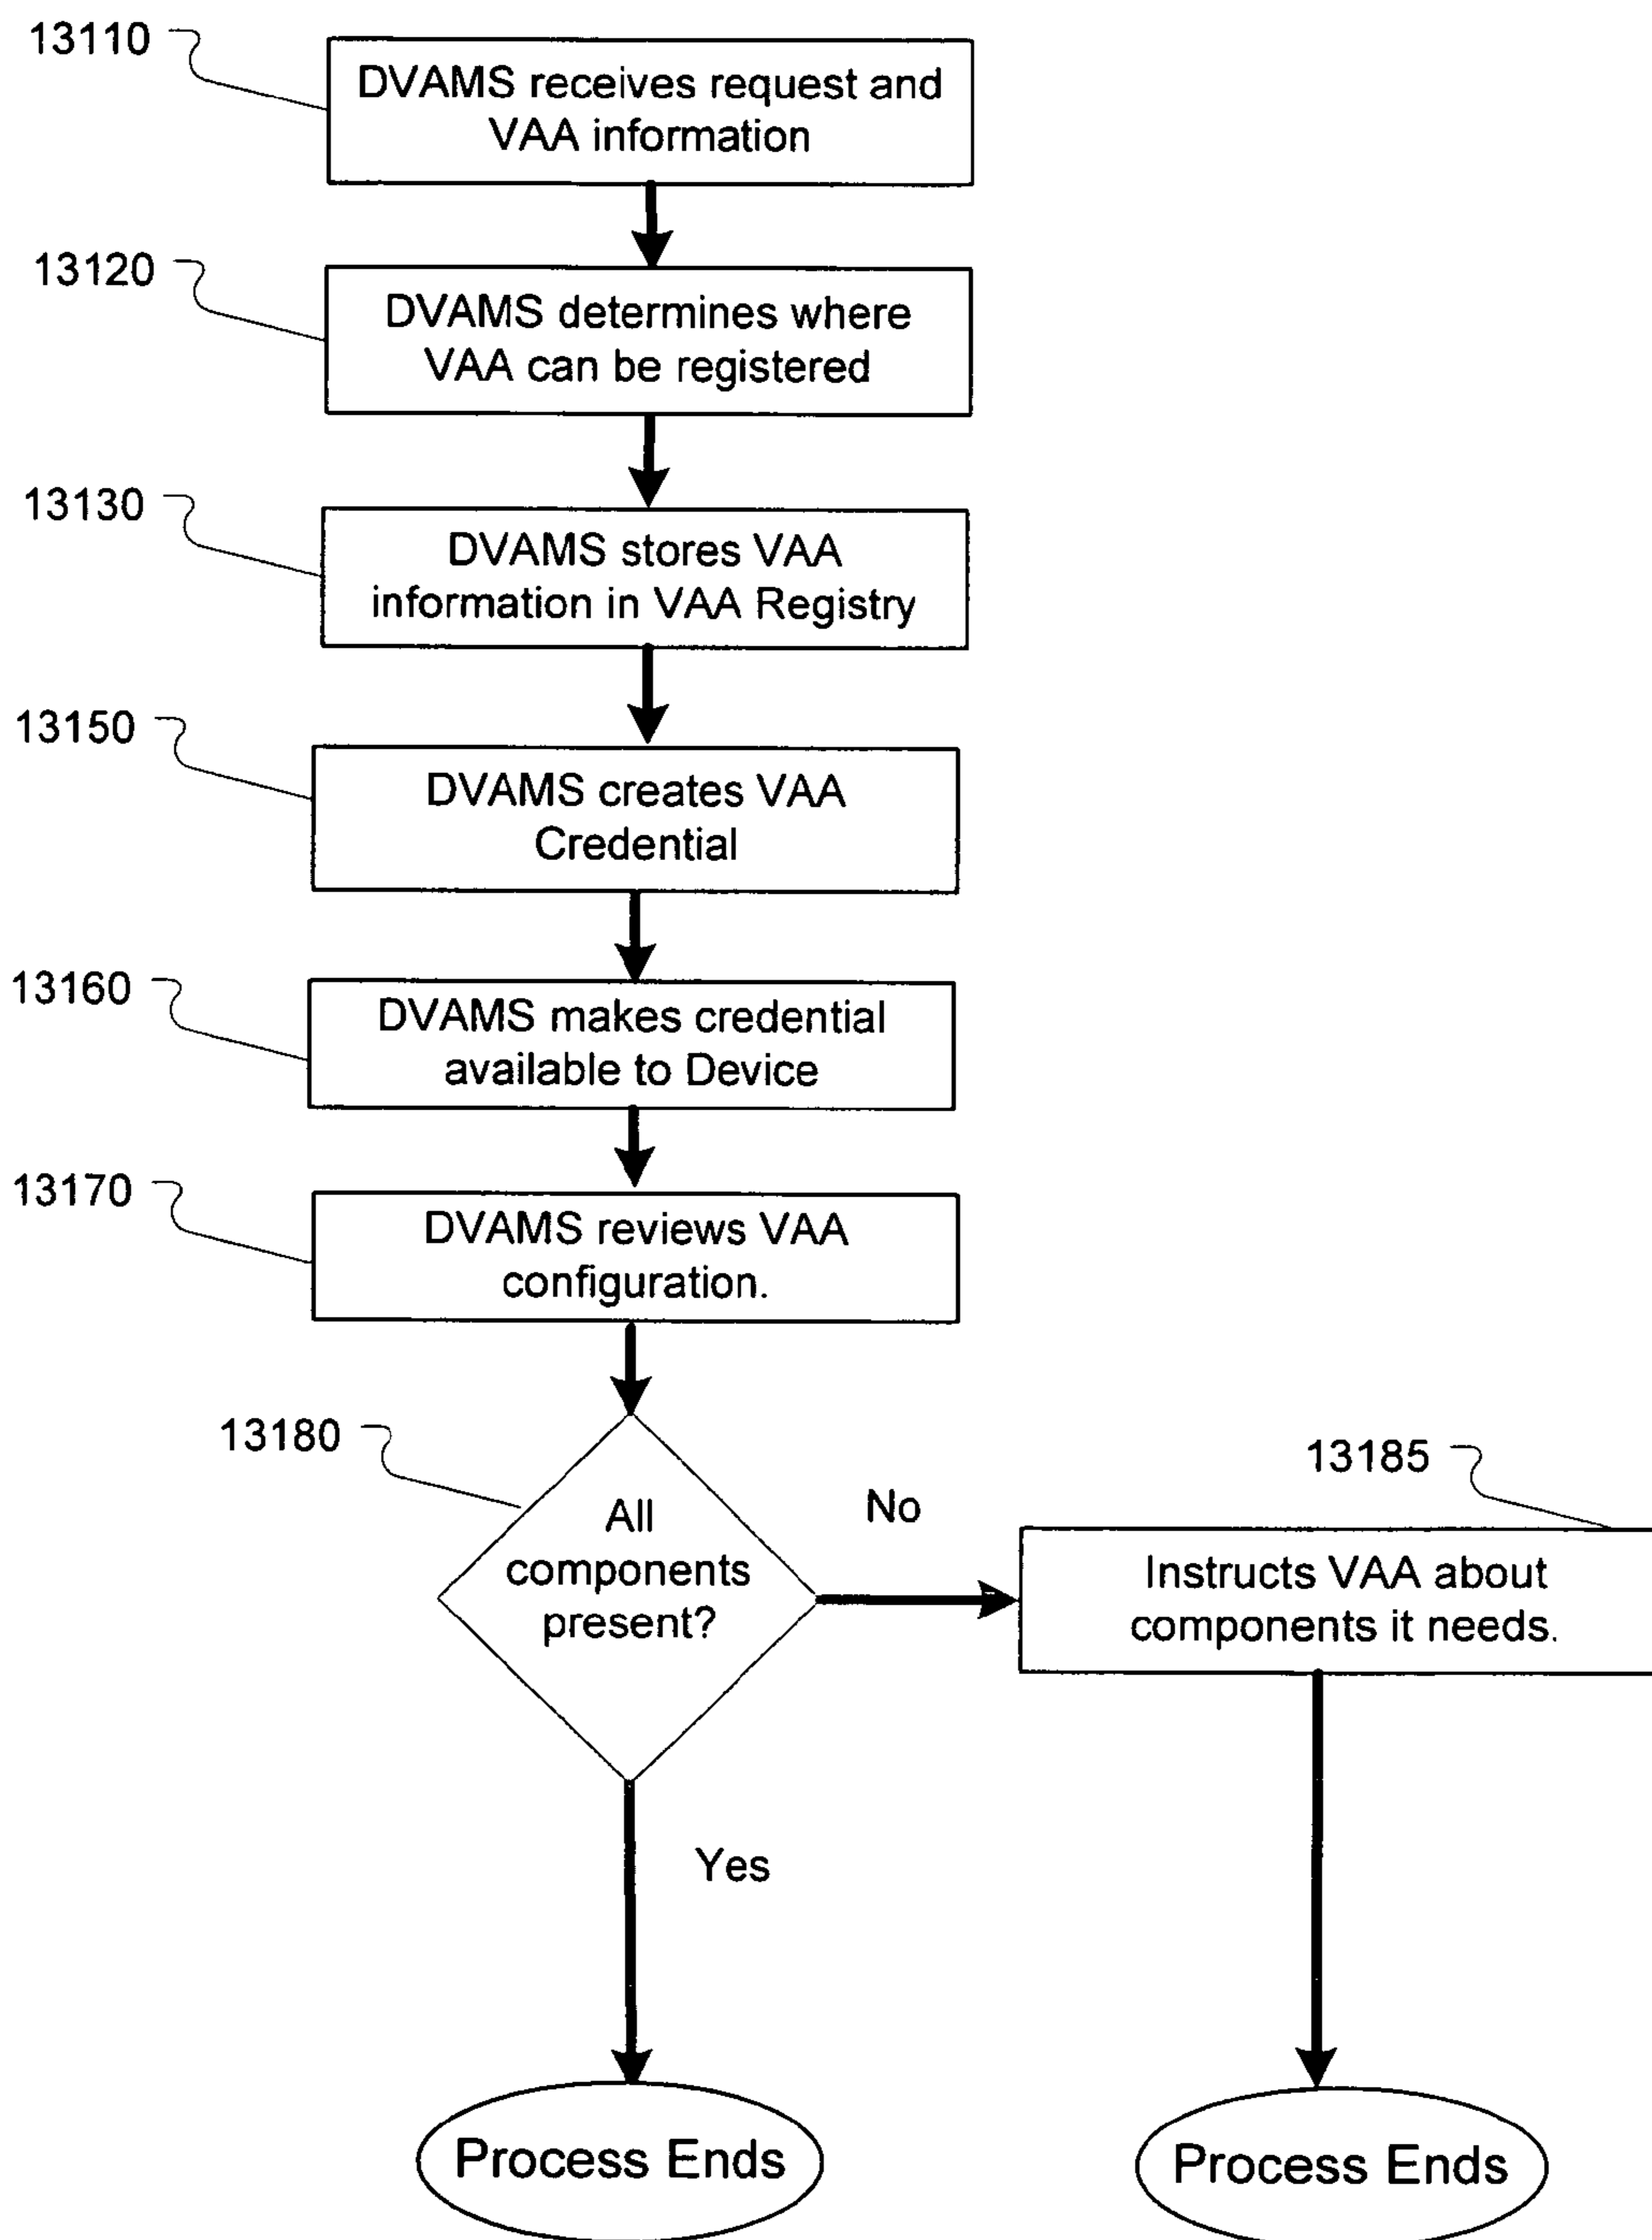 13110
DVAMS receives request and
VAA information
13120
DVAMS determines where
VAA can be registered
13130
DVAMS stores VAA
information in VAA Registry
13150
DVAMS creates VAA
Credential
13160
DVAMS makes credential
available to Device
13170
DVAMS reviews VAA
configuration.
13180
All
components
present?
No
13185
Instructs VAA about
components it needs.
Yes
Process Ends
Process Ends